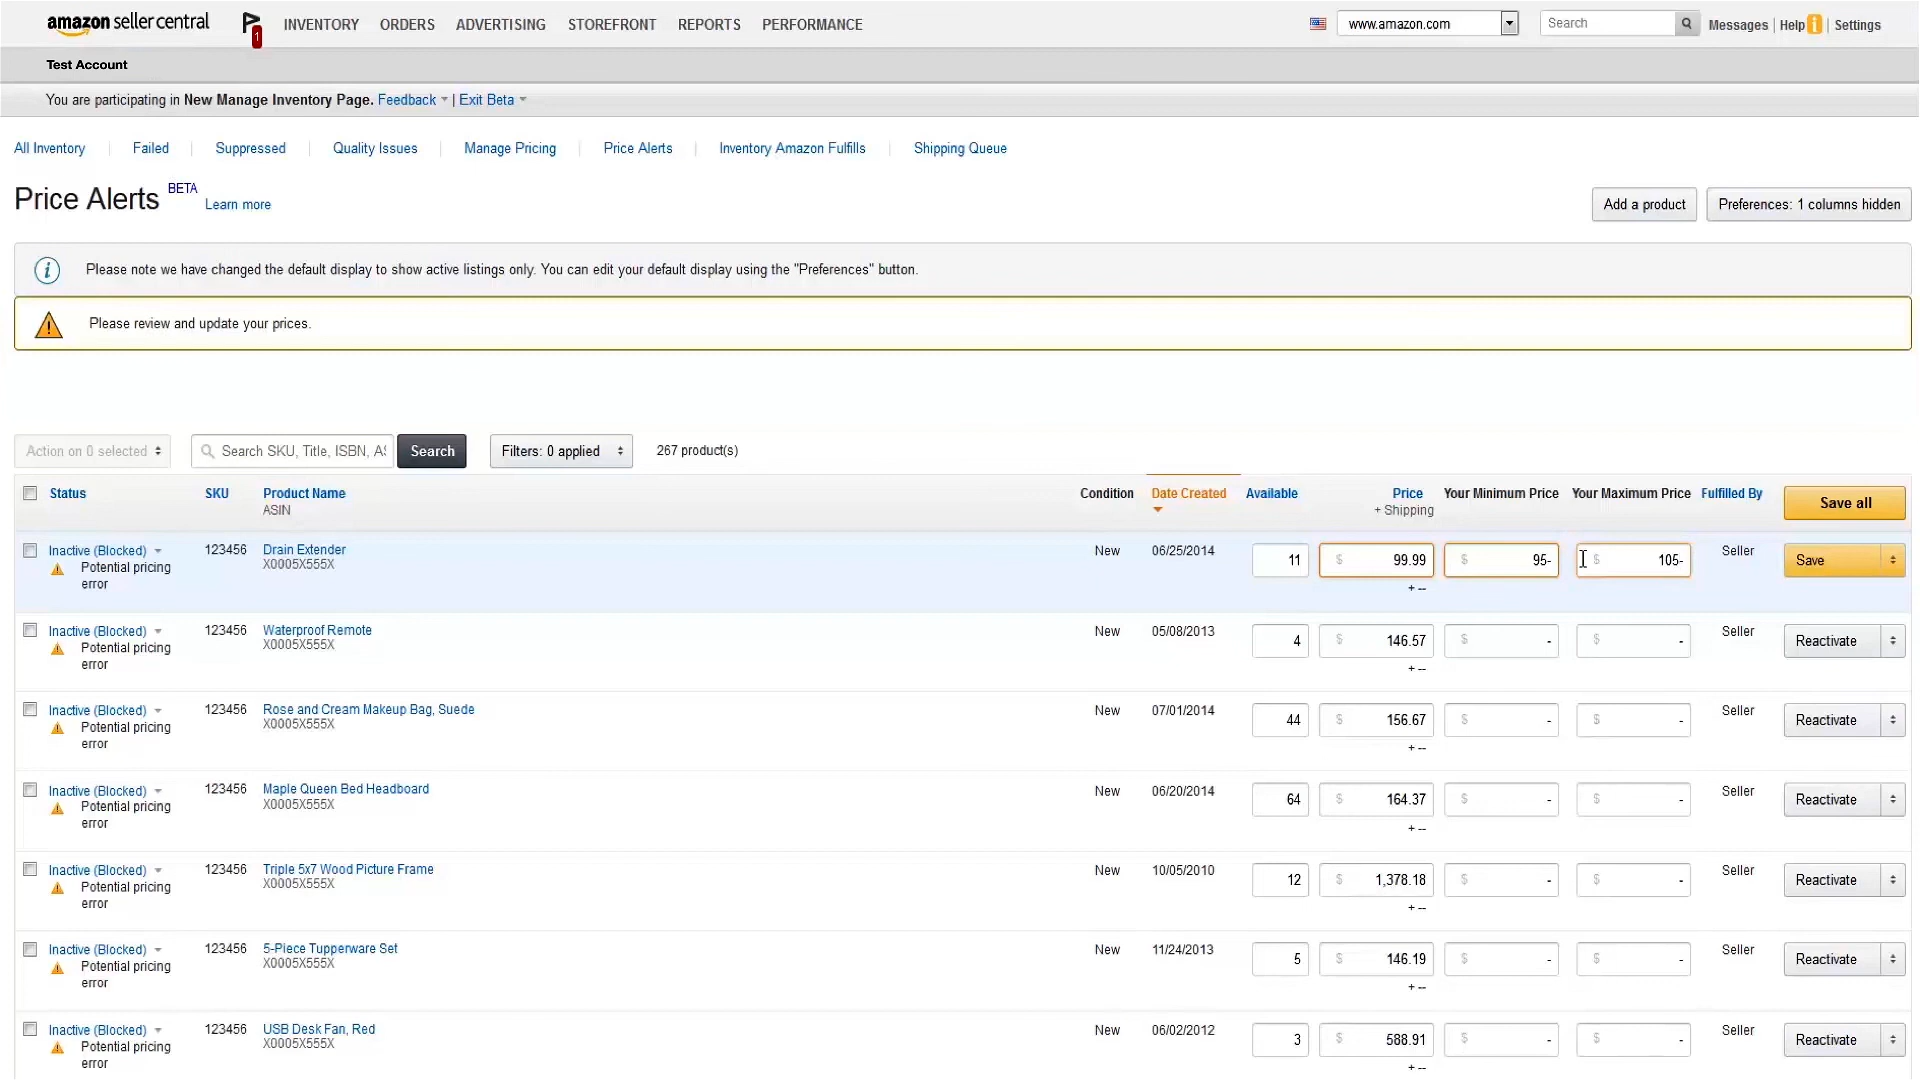 amazon seller central 1 INVENTORY ORDERS ADVERTISING STOREFRONT REPORTS PERFORMANCE www.amazon.com Search Messages | Help i | Settings
Test Account
You are participating in New Manage Inventory Page. Feedback | Exit Beta
All Inventory Failed Suppressed Quality Issues Manage Pricing Price Alerts Inventory Amazon Fulfills Shipping Queue
Price Alerts BETA Learn more Add a product Preferences: 1 columns hidden
i Please note we have changed the default display to show active listings only. You can edit your default display using the "Preferences" button.
Please review and update your prices.
Action on 0 selected Search SKU, Title, ISBN, AS Search Filters: 0 applied 267 product(s)
Status SKU Product Name Condition Date Created Available Price Your Minimum Price Your Maximum Price Fulfilled By Save all
ASIN + Shipping
Inactive (Blocked) 123456 Drain Extender New 06/25/2014 11 $ 99.99 $ 95- $ 105- Seller Save
Potential pricing X0005X555X
error + --
Inactive (Blocked) 123456 Waterproof Remote New 05/08/2013 4 $ 146.57 $ - $ - Seller Reactivate
Potential pricing X0005X555X
error + --
Inactive (Blocked) 123456 Rose and Cream Makeup Bag, Suede New 07/01/2014 44 $ 156.67 $ - $ - Seller Reactivate
Potential pricing X0005X555X
error + --
Inactive (Blocked) 123456 Maple Queen Bed Headboard New 06/20/2014 64 $ 164.37 $ - $ - Seller Reactivate
Potential pricing X0005X555X
error + --
Inactive (Blocked) 123456 Triple 5x7 Wood Picture Frame New 10/05/2010 12 $ 1,378.18 $ - $ - Seller Reactivate
Potential pricing X0005X555X
error + --
Inactive (Blocked) 123456 5-Piece Tupperware Set New 11/24/2013 5 $ 146.19 $ - $ - Seller Reactivate
Potential pricing X0005X555X
error + --
Inactive (Blocked) 123456 USB Desk Fan, Red New 06/02/2012 3 $ 588.91 $ - $ - Seller Reactivate
Potential pricing X0005X555X
error + --